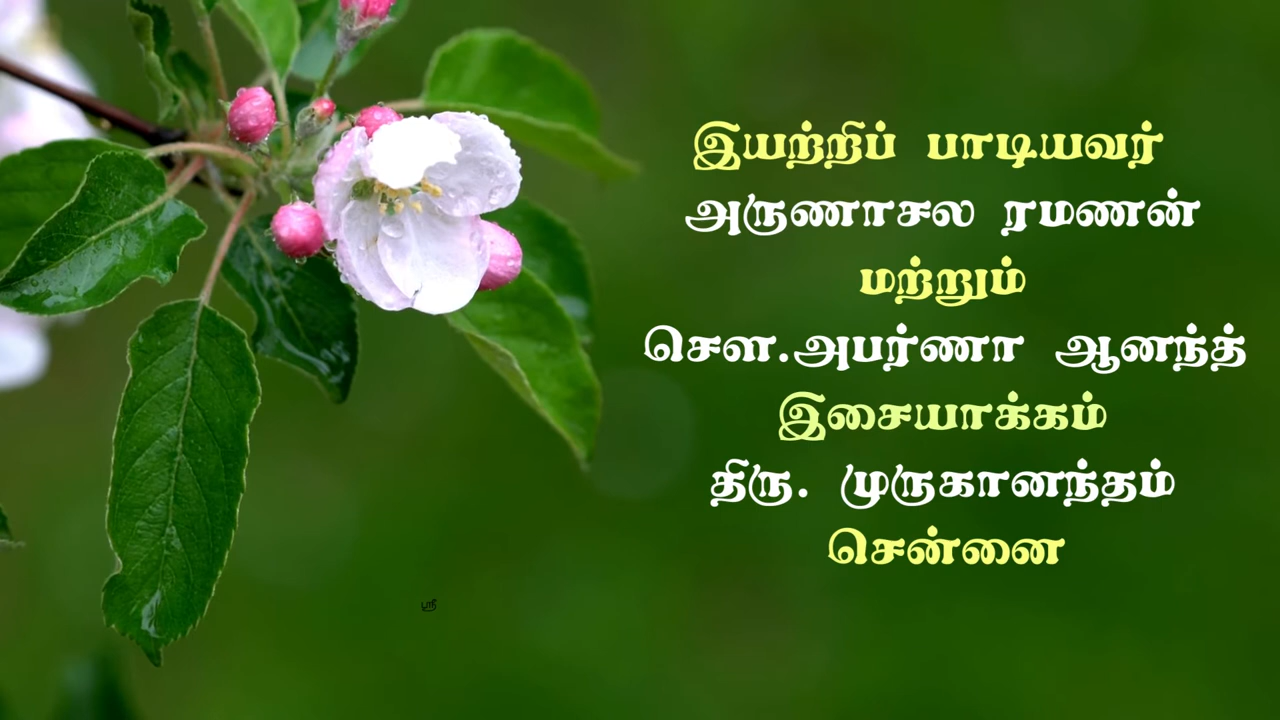 இயற்றிப் பாடியவர்
அருணாசல ரமணன்
மற்றும்
சௌ.அபர்ணா ஆனந்த்
இசையாக்கம்
திரு. முருகானந்தம்
சென்னை
ஸ்ரீ